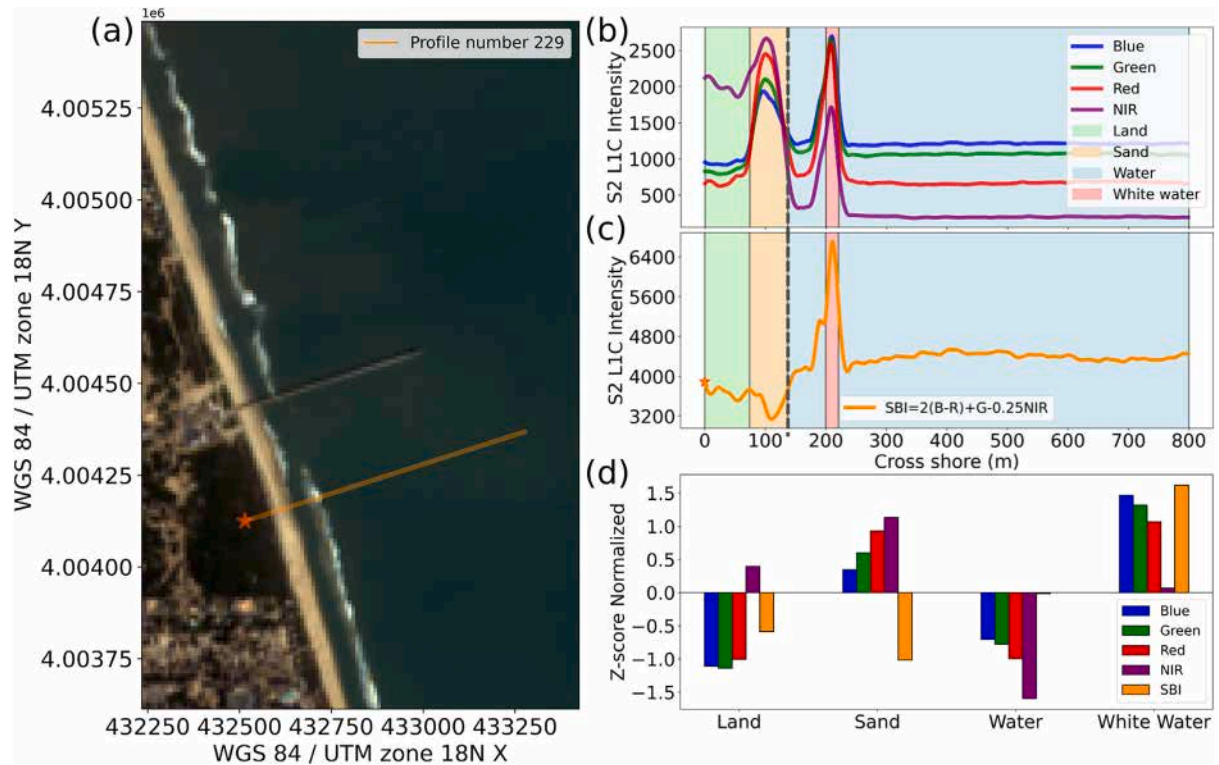 (a)
1e6
Profile number 229
4.00525
4.00500
4.00475
4.00450
4.00425
4.00400
4.00375
WGS 84 / UTM zone 18N Y
432250 432500 432750 433000 433250
WGS 84 / UTM zone 18N X
(b)
2500
2000
1500
1000
500
S2 L1C Intensity
Blue
Green
Red
NIR
Land
Sand
Water
White water
(c)
6400
5600
4800
4000
3200
S2 L1C Intensity
SBI=2(B-R)+G-0.25NIR
0 100 200 300 400 500 600 700 800
Cross shore (m)
(d)
1.5
1.0
0.5
0.0
−0.5
−1.0
−1.5
Z-score Normalized
Blue
Green
Red
NIR
SBI
Land Sand Water White Water